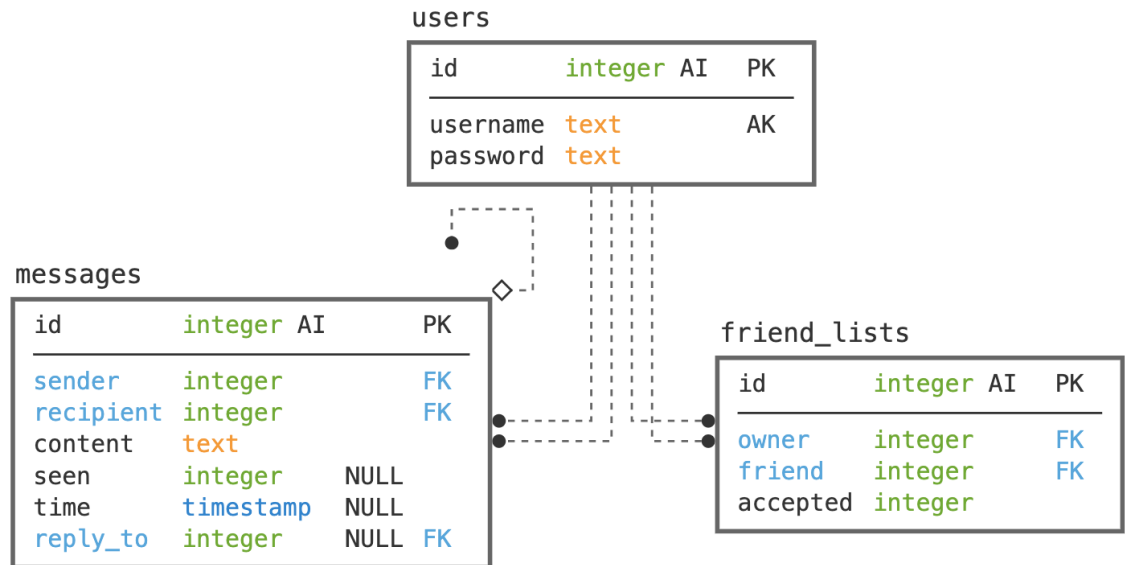 users
id integer AI PK
username text AK
password text
messages
id integer AI PK
sender integer FK
recipient integer FK
content text
seen integer NULL
time timestamp NULL
reply_to integer NULL FK
friend_lists
id integer AI PK
owner integer FK
friend integer FK
accepted integer